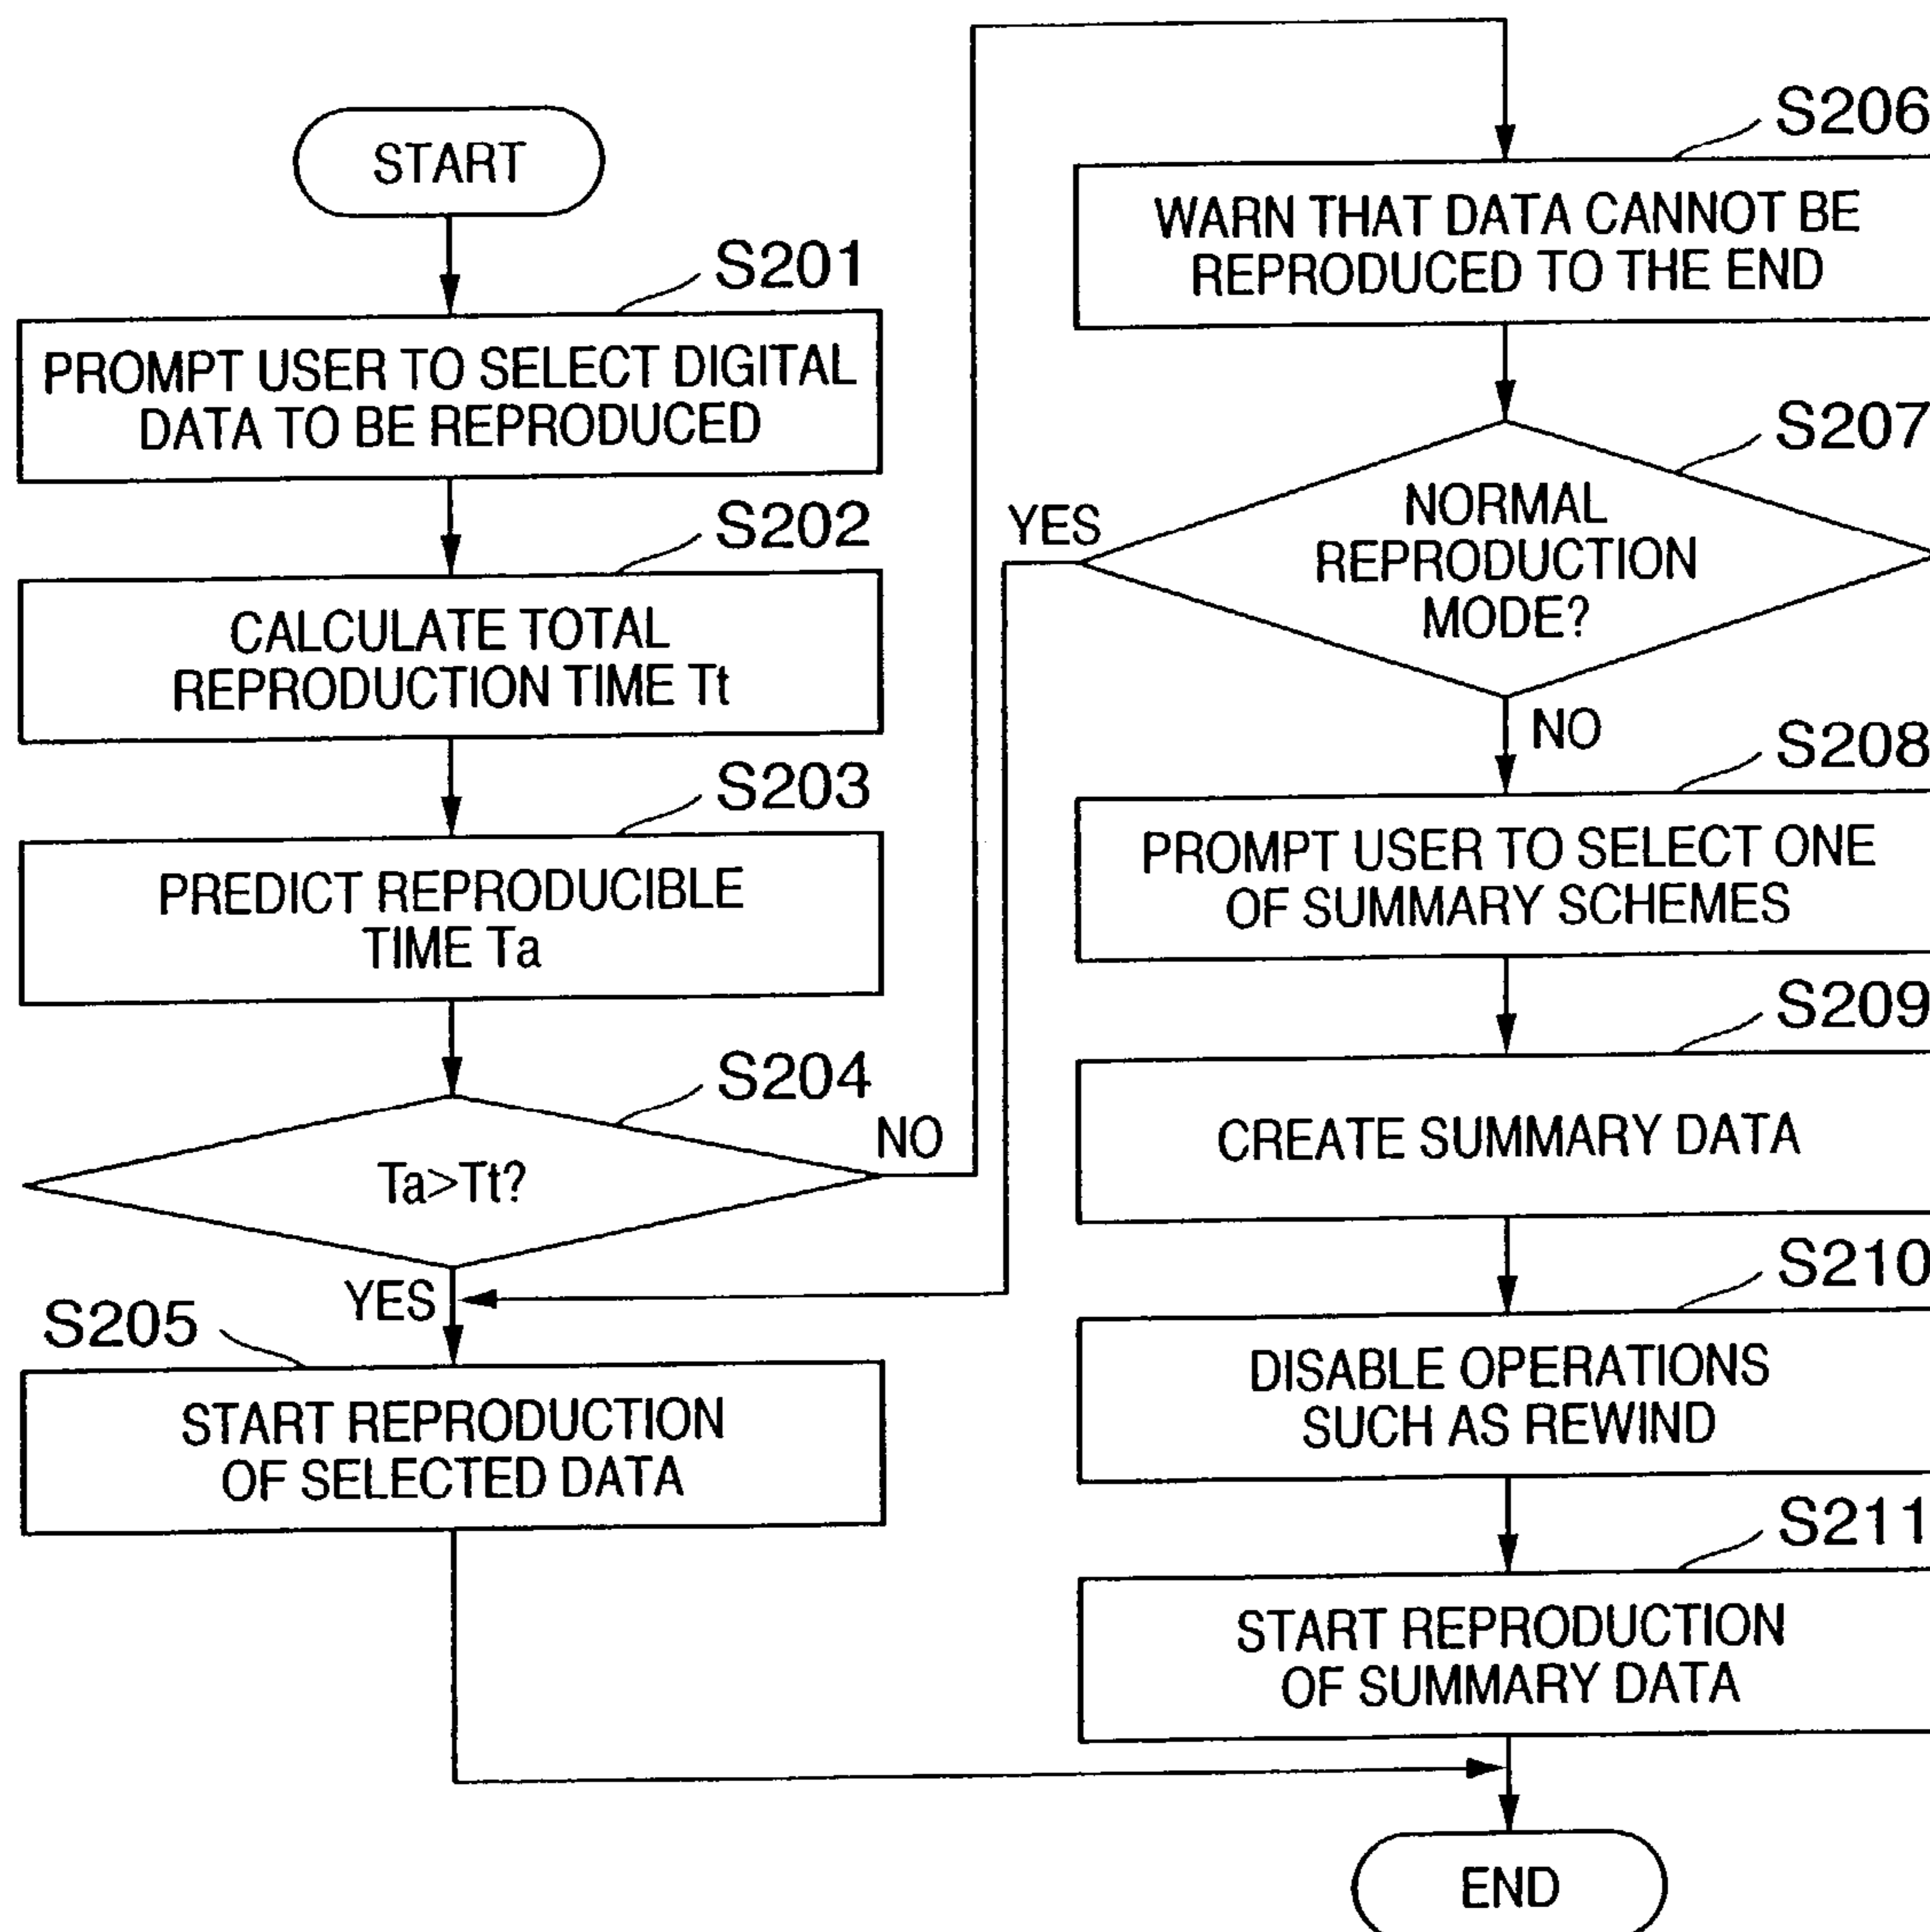 START
S201
PROMPT USER TO SELECT DIGITAL
DATA TO BE REPRODUCED
S202
CALCULATE TOTAL
REPRODUCTION TIME Tt
S203
PREDICT REPRODUCIBLE
TIME Ta
S204
Ta>Tt?
NO
YES
S205
START REPRODUCTION
OF SELECTED DATA
S206
WARN THAT DATA CANNOT BE
REPRODUCED TO THE END
S207
NORMAL
REPRODUCTION
MODE?
YES
NO
S208
PROMPT USER TO SELECT ONE
OF SUMMARY SCHEMES
S209
CREATE SUMMARY DATA
S210
DISABLE OPERATIONS
SUCH AS REWIND
S211
START REPRODUCTION
OF SUMMARY DATA
END